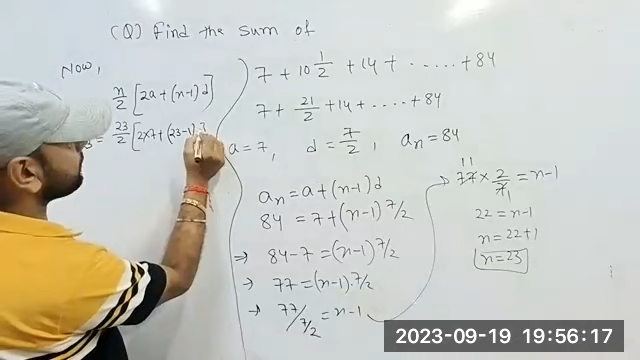 (Q) Find the sum of
7 + 10 1/2 + 14 + ......+ 84
7 + 21/2 + 14 + ....+ 84
a = 7, d = 7/2, an = 84
an = a + (n-1)d
84 = 7 + (n-1) 7/2
⇒ 84-7 = (n-1) 7/2
⇒ 77 = (n-1).7/2
⇒ 77/7/2 = n-1
11
77 × 2/7 1 = n-1
22 = n-1
n = 22+1
n = 23
Now,
n/2 [2a + (n-1)d]
= 23/2 [2×7 + (23-1)
2023-09-19 19:56:17